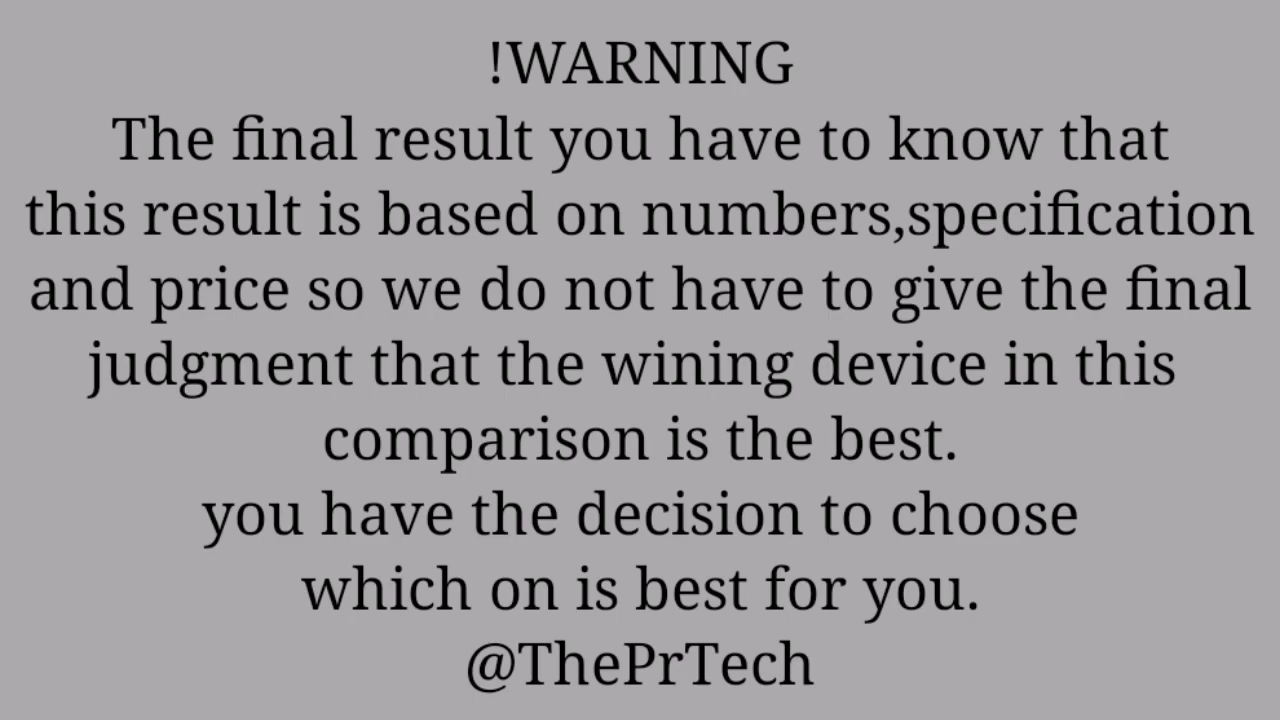 !WARNING
The final result you have to know that
this result is based on numbers,specification
and price so we do not have to give the final
judgment that the wining device in this
comparison is the best.
you have the decision to choose
which on is best for you.
@ThePrTech